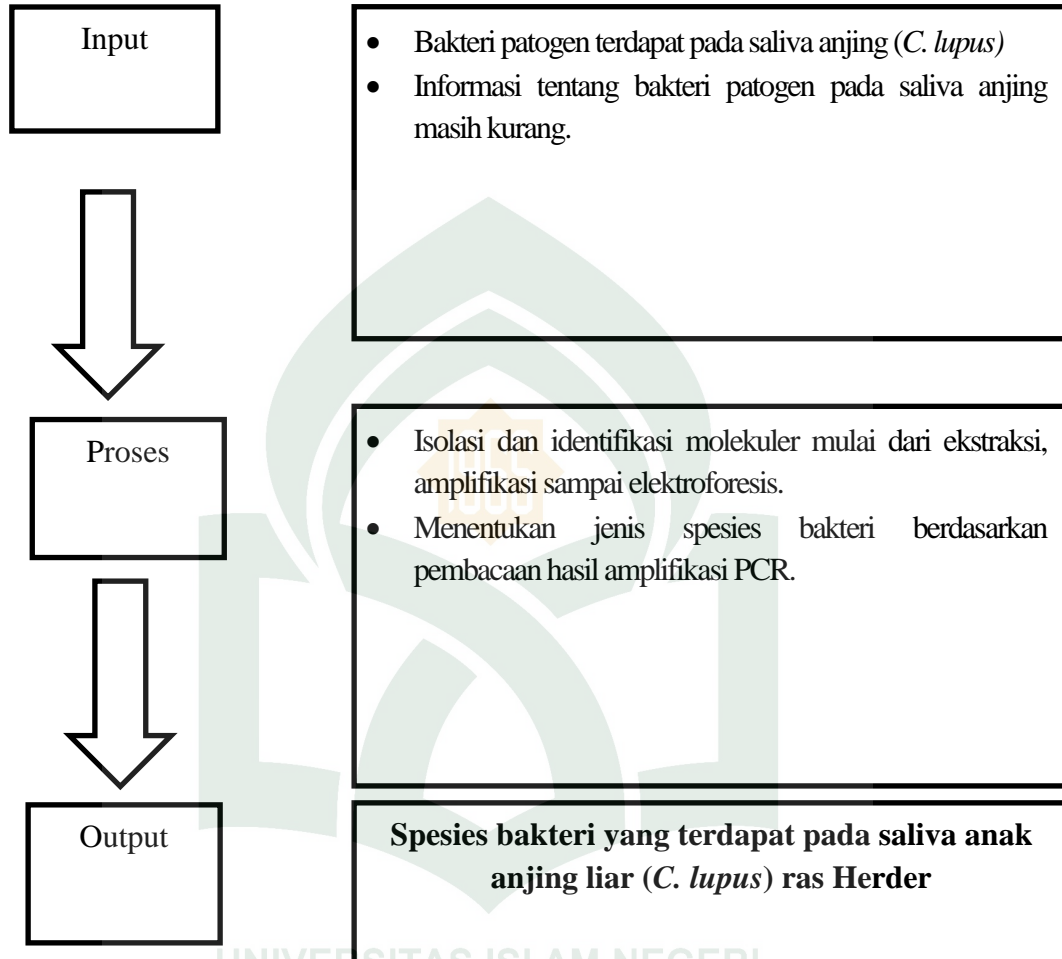 Input
• Bakteri patogen terdapat pada saliva anjing (C. lupus)
• Informasi tentang bakteri patogen pada saliva anjing
masih kurang.
Proses
• Isolasi dan identifikasi molekuler mulai dari ekstraksi,
amplifikasi sampai elektroforesis.
• Menentukan jenis spesies bakteri berdasarkan
pembacaan hasil amplifikasi PCR.
1965
Output
Spesies bakteri yang terdapat pada saliva anak
anjing liar (C. lupus) ras Herder
UNIVERSITAS ISLAM NEGERI